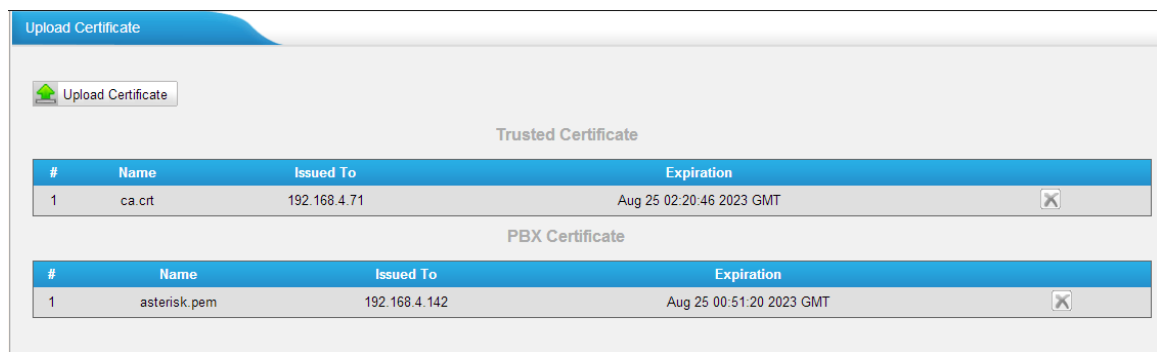 Upload Certificate
Upload Certificate
Trusted Certificate
# Name Issued To Expiration
1 ca.crt 192.168.4.71 Aug 25 02:20:46 2023 GMT
PBX Certificate
# Name Issued To Expiration
1 asterisk.pem 192.168.4.142 Aug 25 00:51:20 2023 GMT